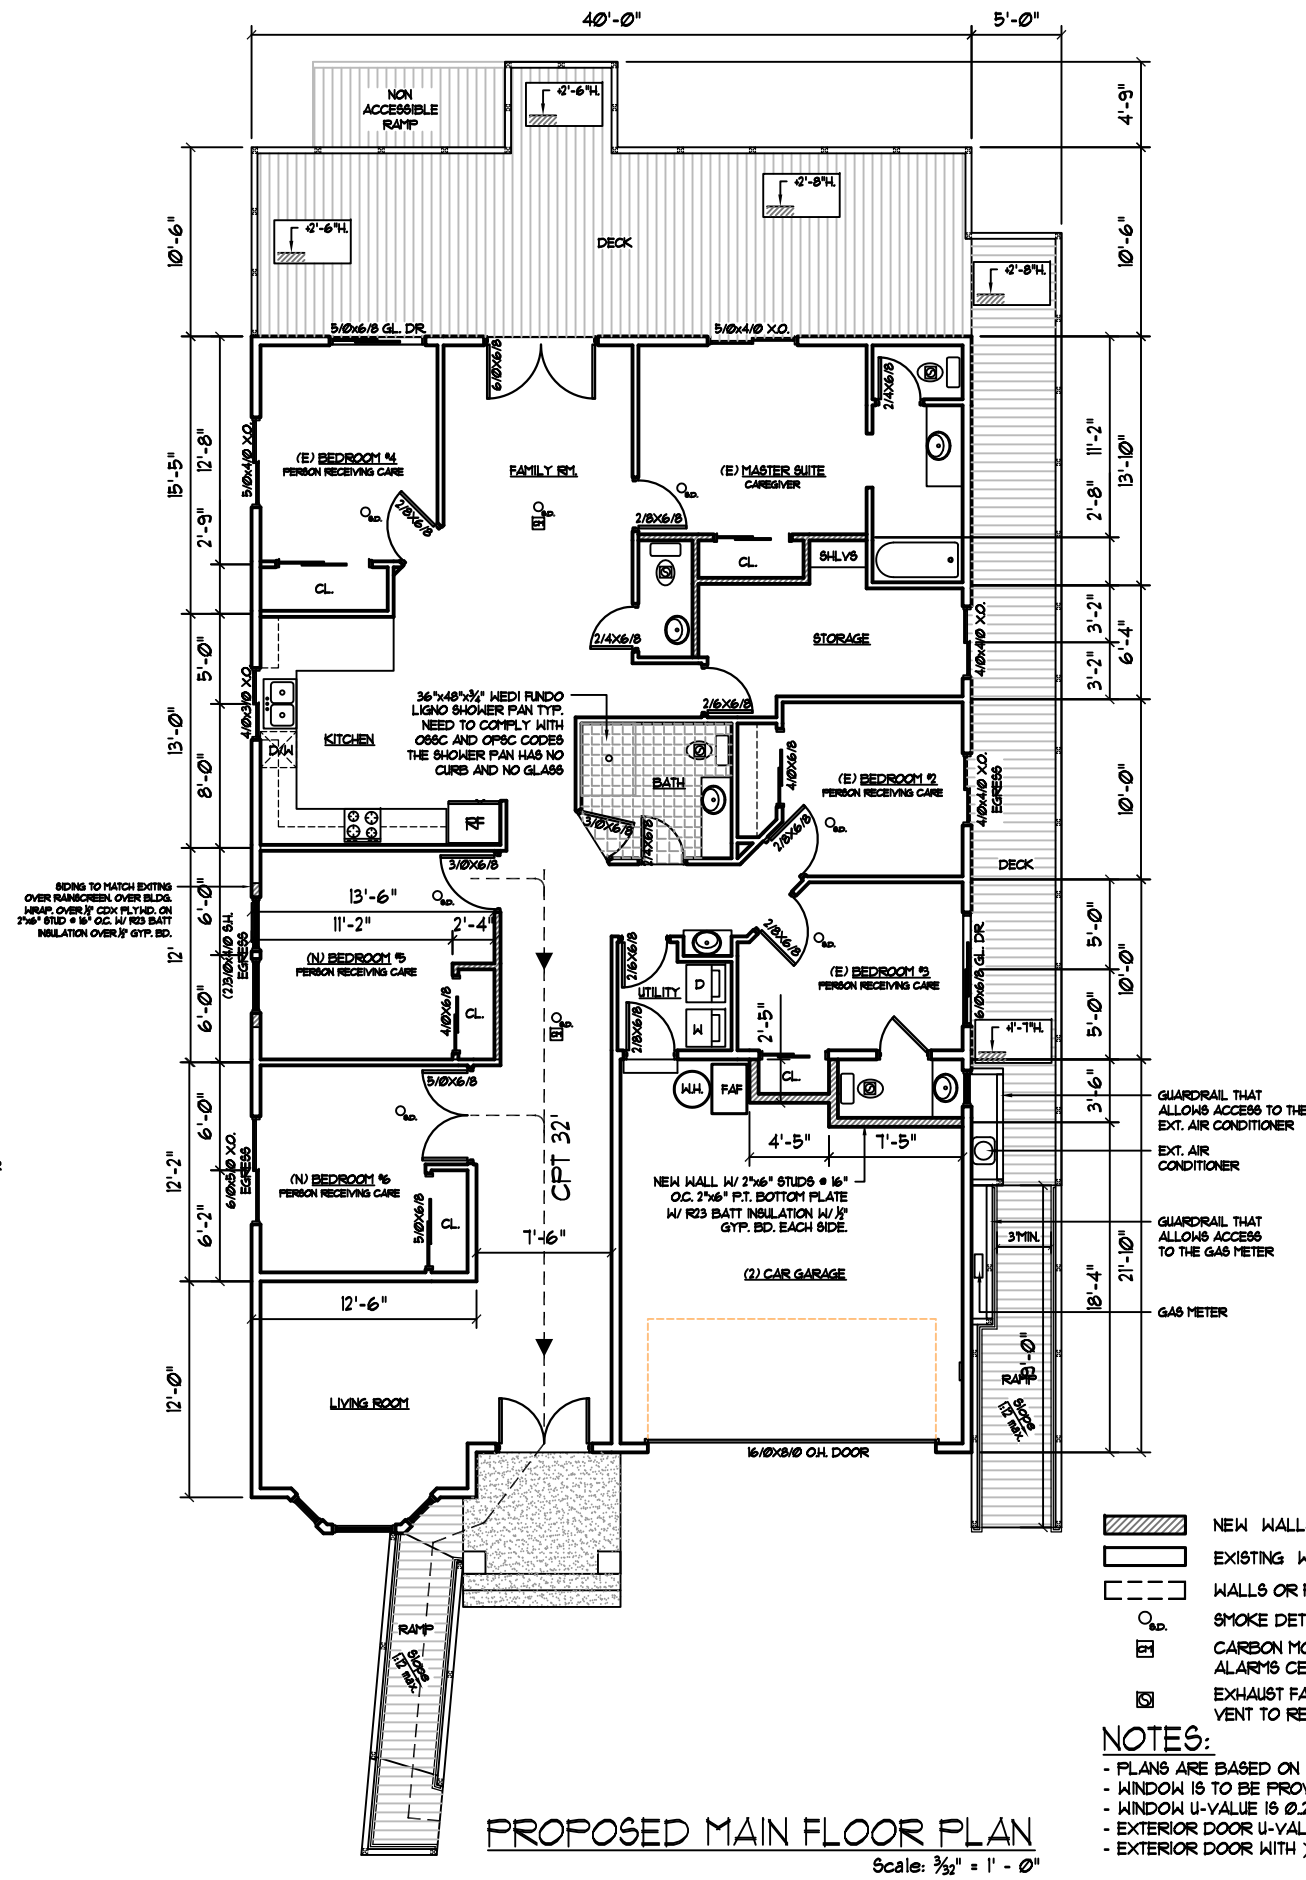 40'-0"
5'-0"
4'-9"
NON
ACCESSIBLE
RAMP
+2'-6"H.
+2'-8"H.
+2'-6"H.
DECK
+2'-8"H.
10'-6"
10'-6"
5/0x6/8 GL. DR.
6/0X6/8
5/0x4/0 X.O.
2/4X6/8
15'-5"
12'-8"
2'-9"
5/0x4/0 X.O.
(E) BEDROOM #4
PERSON RECEIVING CARE
S.D.
2/8X6/8
CL.
FAMILY RM.
S.D.
(E) MASTER SUITE
CAREGIVER
S.D.
2/8X6/8
CL.
SHLVS
11'-2"
2'-8"
13'-10"
2/4X6/8
STORAGE
4/0x4/0 X.O.
3'-2"
3'-2"
6'-4"
2/6X6/8
13'-0"
5'-0"
8'-0"
4/0x3/0 X.O.
D/W
KITCHEN
36"x48"x¾" WEDI FUNDO
LIGNO SHOWER PAN TYP.
NEED TO COMPLY WITH
OSSC AND OPSC CODES
THE SHOWER PAN HAS NO
CURB AND NO GLASS
BATH
3/0X6/8
2/4X6/8
4/0X6/8
(E) BEDROOM #2
PERSON RECEIVING CARE
S.D.
2/8X6/8
4/0x4/0 X.O.
EGRESS
10'-0"
DECK
SIDING TO MATCH EXITING
OVER RAINSCREEN. OVER BLDG.
WRAP. OVER ½" CDX PLYWD. ON
2"x6" STUD @ 16" O.C. W/ R23 BATT
INSULATION OVER ½" GYP. BD.
12'
6'-0"
6'-0"
(2)3/0x4/0 S.H.
EGRESS
3/0X6/8
S.D.
13'-6"
11'-2"
2'-4"
(N) BEDROOM #5
PERSON RECEIVING CARE
4/0X6/8
CL.
S.D.
2/6X6/8
UTILITY
D
W
2/8X6/8
2/8X6/8
S.D.
(E) BEDROOM #3
PERSON RECEIVING CARE
6/0x6/8 GL. DR.
5'-0"
5'-0"
10'-0"
+1'-7"H.
2'-5"
CL.
W.H.
FAF
4'-5"
7'-5"
5/0X6/8
S.D.
12'-2"
6'-0"
6'-2"
6/0x5/0 X.O.
EGRESS
(N) BEDROOM #6
PERSON RECEIVING CARE
5/0X6/8
CL.
CPT 32'
7'-6"
NEW WALL W/ 2"x6" STUDS @ 16"
O.C. 2"x6" P.T. BOTTOM PLATE
W/ R23 BATT INSULATION W/ ½"
GYP. BD. EACH SIDE.
(2) CAR GARAGE
16/0X8/0 O.H. DOOR
3'-6"
18'-4"
21'-10"
GUARDRAIL THAT
ALLOWS ACCESS TO THE
EXT. AIR CONDITIONER
EXT. AIR
CONDITIONER
GUARDRAIL THAT
ALLOWS ACCESS
TO THE GAS METER
GAS METER
3'MIN.
RAMP
Slope
1:12 max.
12'-6"
12'-0"
LIVING ROOM
RAMP
Slope
1:12 max.
NEW WALL
EXISTING
WALLS OR
S.D.
SMOKE DET
CARBON MO
ALARMS CE
EXHAUST FA
VENT TO RE
NOTES:
- PLANS ARE BASED ON
- WINDOW IS TO BE PROV
- WINDOW U-VALUE IS 0.2
- EXTERIOR DOOR U-VAL
- EXTERIOR DOOR WITH
PROPOSED MAIN FLOOR PLAN
Scale: 3/32" = 1' - 0"